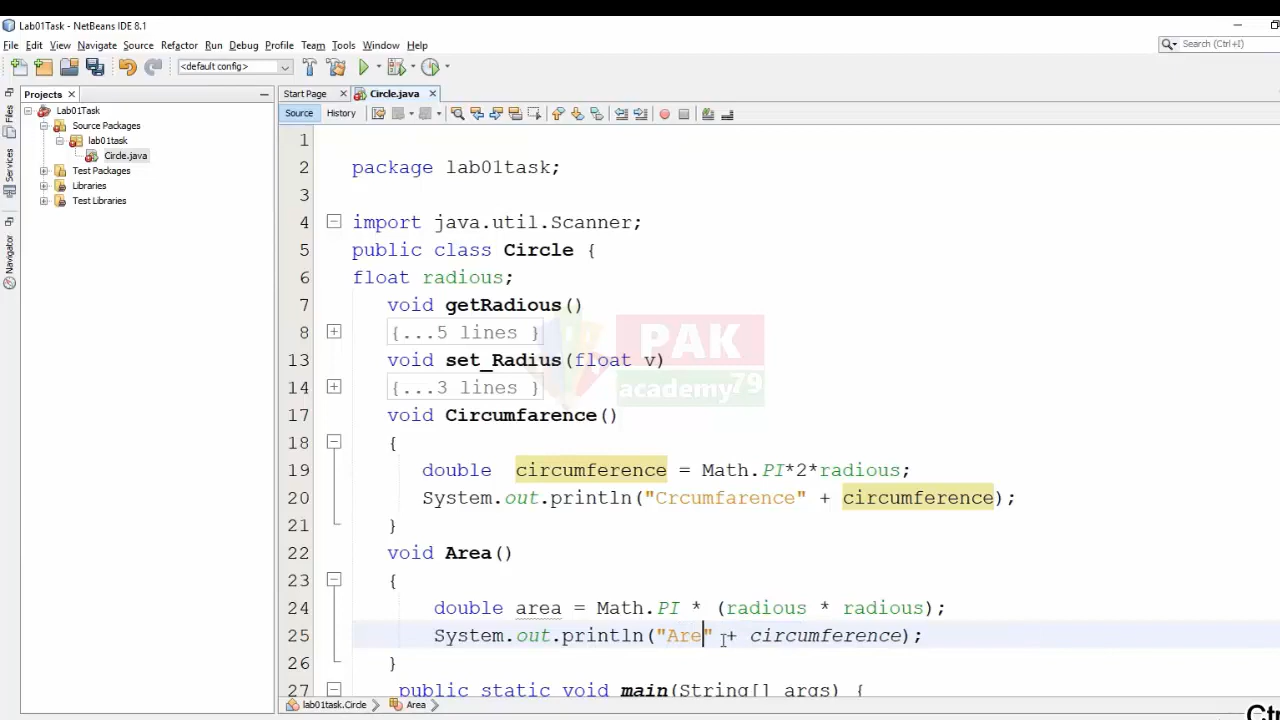 Lab01Task - NetBeans IDE 8.1
File Edit View Navigate Source Refactor Run Debug Profile Team Tools Window Help
Search (Ctrl+I)
<default config>
Projects
Start Page
Circle.java
Source
History
Files
Services
Navigator
Lab01Task
Source Packages
lab01task
Circle.java
Test Packages
Libraries
Test Libraries
1
2 package lab01task;
3
4 import java.util.Scanner;
5 public class Circle {
6 float radious;
7 void getRadious()
8 {...5 lines }
13 void set_Radius(float v)
14 {...3 lines }
17 void Circumfarence()
18 {
19 double circumference = Math.PI*2*radious;
20 System.out.println("Crcumfarence" + circumference);
21 }
22 void Area()
23 {
24 double area = Math.PI * (radious * radious);
25 System.out.println("Are" + circumference);
26 }
27 public static void main(String[] args) {
PAK
academy79
lab01task.Circle
Area